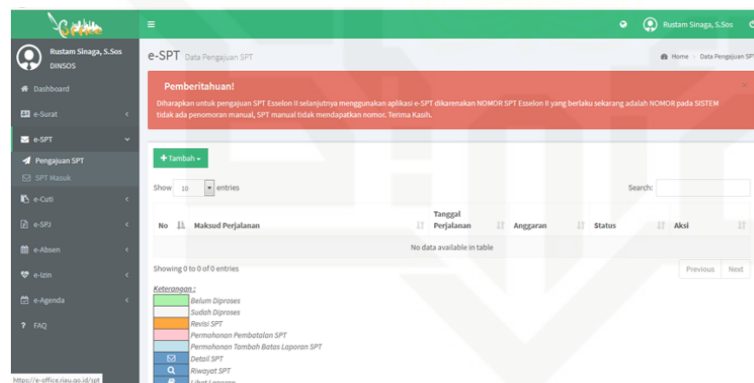 Rustam Sinaga, S.Sos
Rustam Sinaga, S.Sos
DINSOS
e-SPT Data Pengajuan SPT
Home > Data Pengajuan SPT
Dashboard
e-Surat
e-SPT
Pengajuan SPT
SPT Masuk
e-Cuti
e-SPJ
e-Absen
e-Izin
e-Agenda
? FAQ
Pemberitahuan!
Diharapkan untuk pengajuan SPT Esselon II selanjutnya menggunakan aplikasi e-SPT dikarenakan NOMOR SPT Esselon II yang berlaku sekarang adalah NOMOR pada SISTEM
tidak ada penomoran manual, SPT manual tidak mendapatkan nomor. Terima Kasih.
+ Tambah
Show 10 entries
Search:
No Maksud Perjalanan Tanggal Perjalanan Anggaran Status Aksi
No data available in table
Showing 0 to 0 of 0 entries
Previous Next
Keterangan :
Belum Diproses
Sudah Diproses
Revisi SPT
Permohonan Pembatalan SPT
Permohonan Tambah Batas Laporan SPT
Detail SPT
Riwayat SPT
Lihat Laporan
https://e-office.riau.go.id/spt